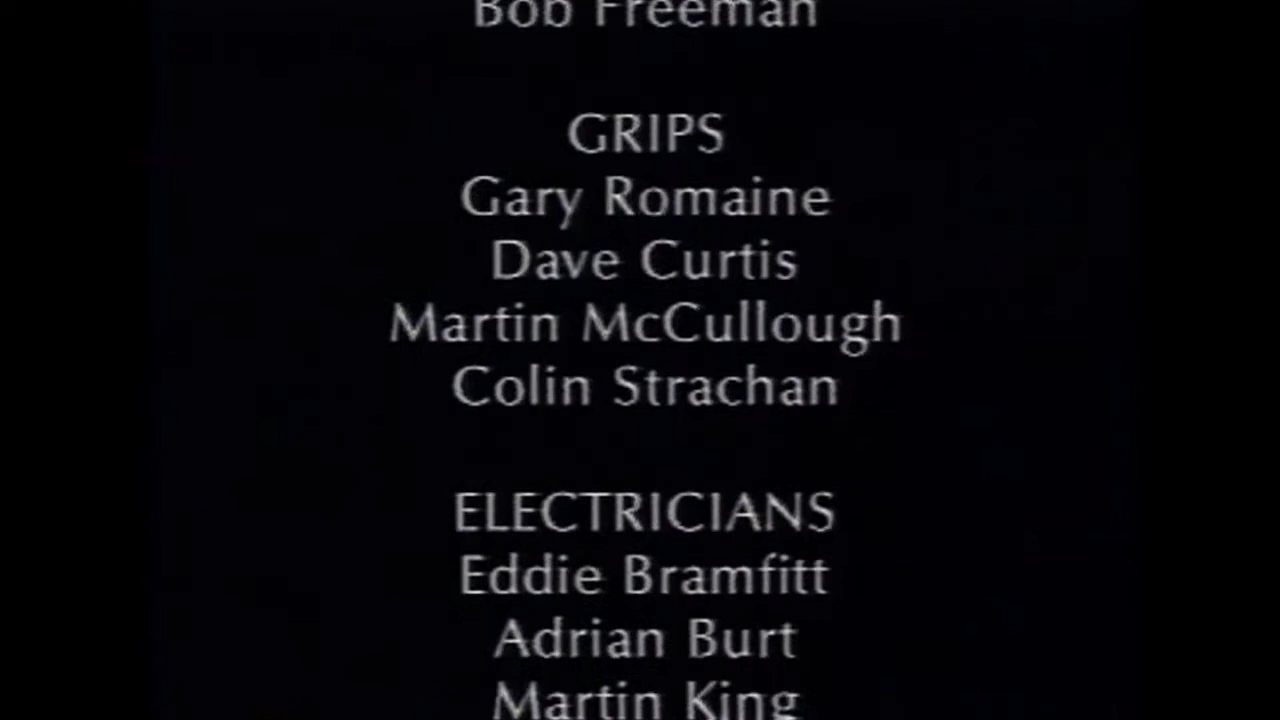 Bob Freeman
GRIPS
Gary Romaine
Dave Curtis
Martin McCullough
Colin Strachan
ELECTRICIANS
Eddie Bramfitt
Adrian Burt
Martin King